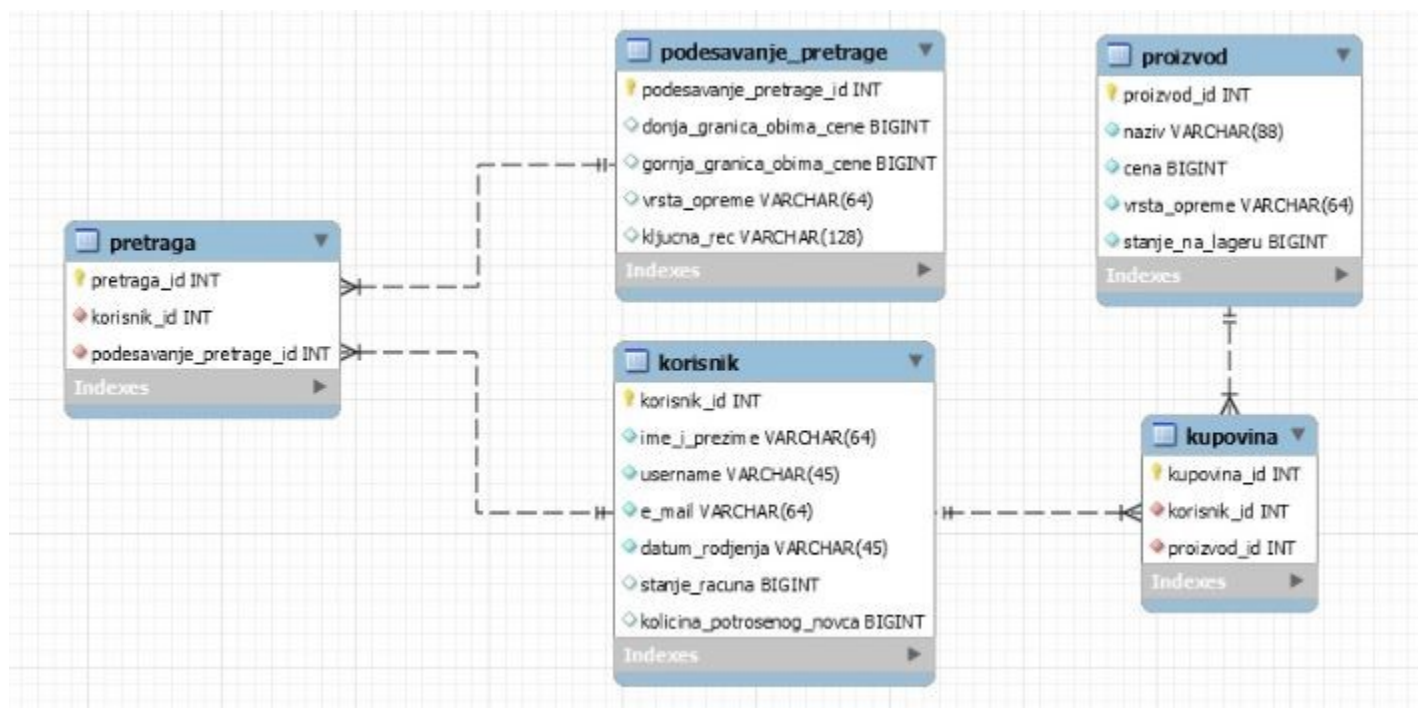 podesavanje_pretrage
podesavanje_pretrage_id INT
donja_granica_obima_cene BIGINT
gornja_granica_obima_cene BIGINT
vrsta_opreme VARCHAR(64)
kljucna_rec VARCHAR(128)
Indexes
proizvod
proizvod_id INT
naziv VARCHAR(88)
cena BIGINT
vrsta_opreme VARCHAR(64)
stanje_na_lageru BIGINT
Indexes
pretraga
pretraga_id INT
korisnik_id INT
podesavanje_pretrage_id INT
Indexes
korisnik
korisnik_id INT
ime_i_prezime VARCHAR(64)
username VARCHAR(45)
e_mail VARCHAR(64)
datum_rodjenja VARCHAR(45)
stanje_racuna BIGINT
kolicina_potrosenog_novca BIGINT
Indexes
kupovina
kupovina_id INT
korisnik_id INT
proizvod_id INT
Indexes